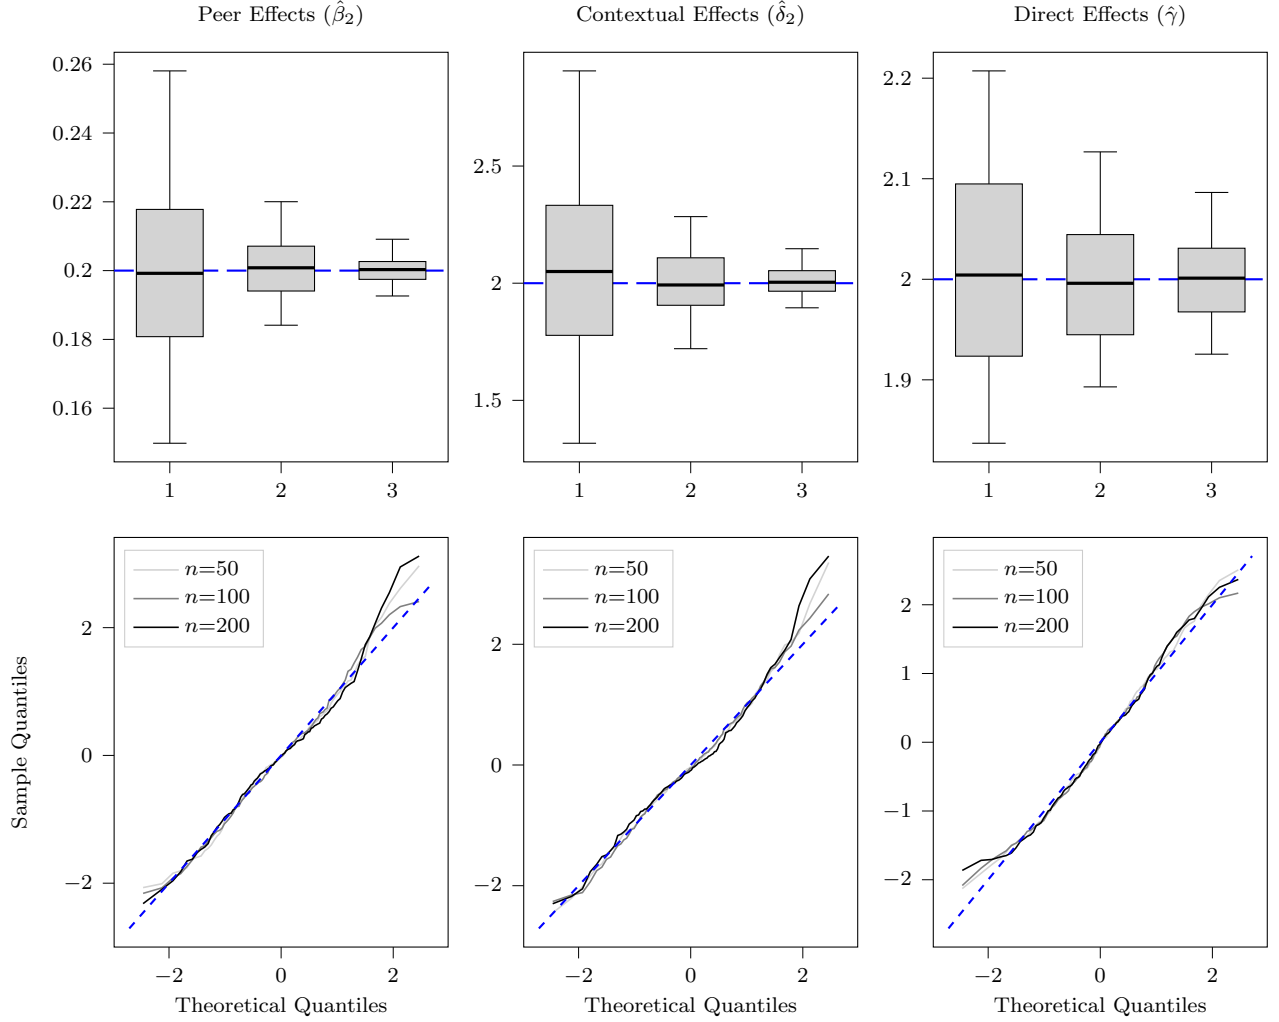 Peer Effects (β̂₂)
Contextual Effects (δ̂₂)
Direct Effects (γ̂)
0.26
0.24
0.22
0.2
0.18
0.16
1 2 3
2.5
2
1.5
1 2 3
2.2
2.1
2
1.9
1 2 3
Sample Quantiles
n=50
n=100
n=200
2
0
−2
−2 0 2
Theoretical Quantiles
n=50
n=100
n=200
2
0
−2
−2 0 2
Theoretical Quantiles
n=50
n=100
n=200
2
1
0
−1
−2
−2 0 2
Theoretical Quantiles